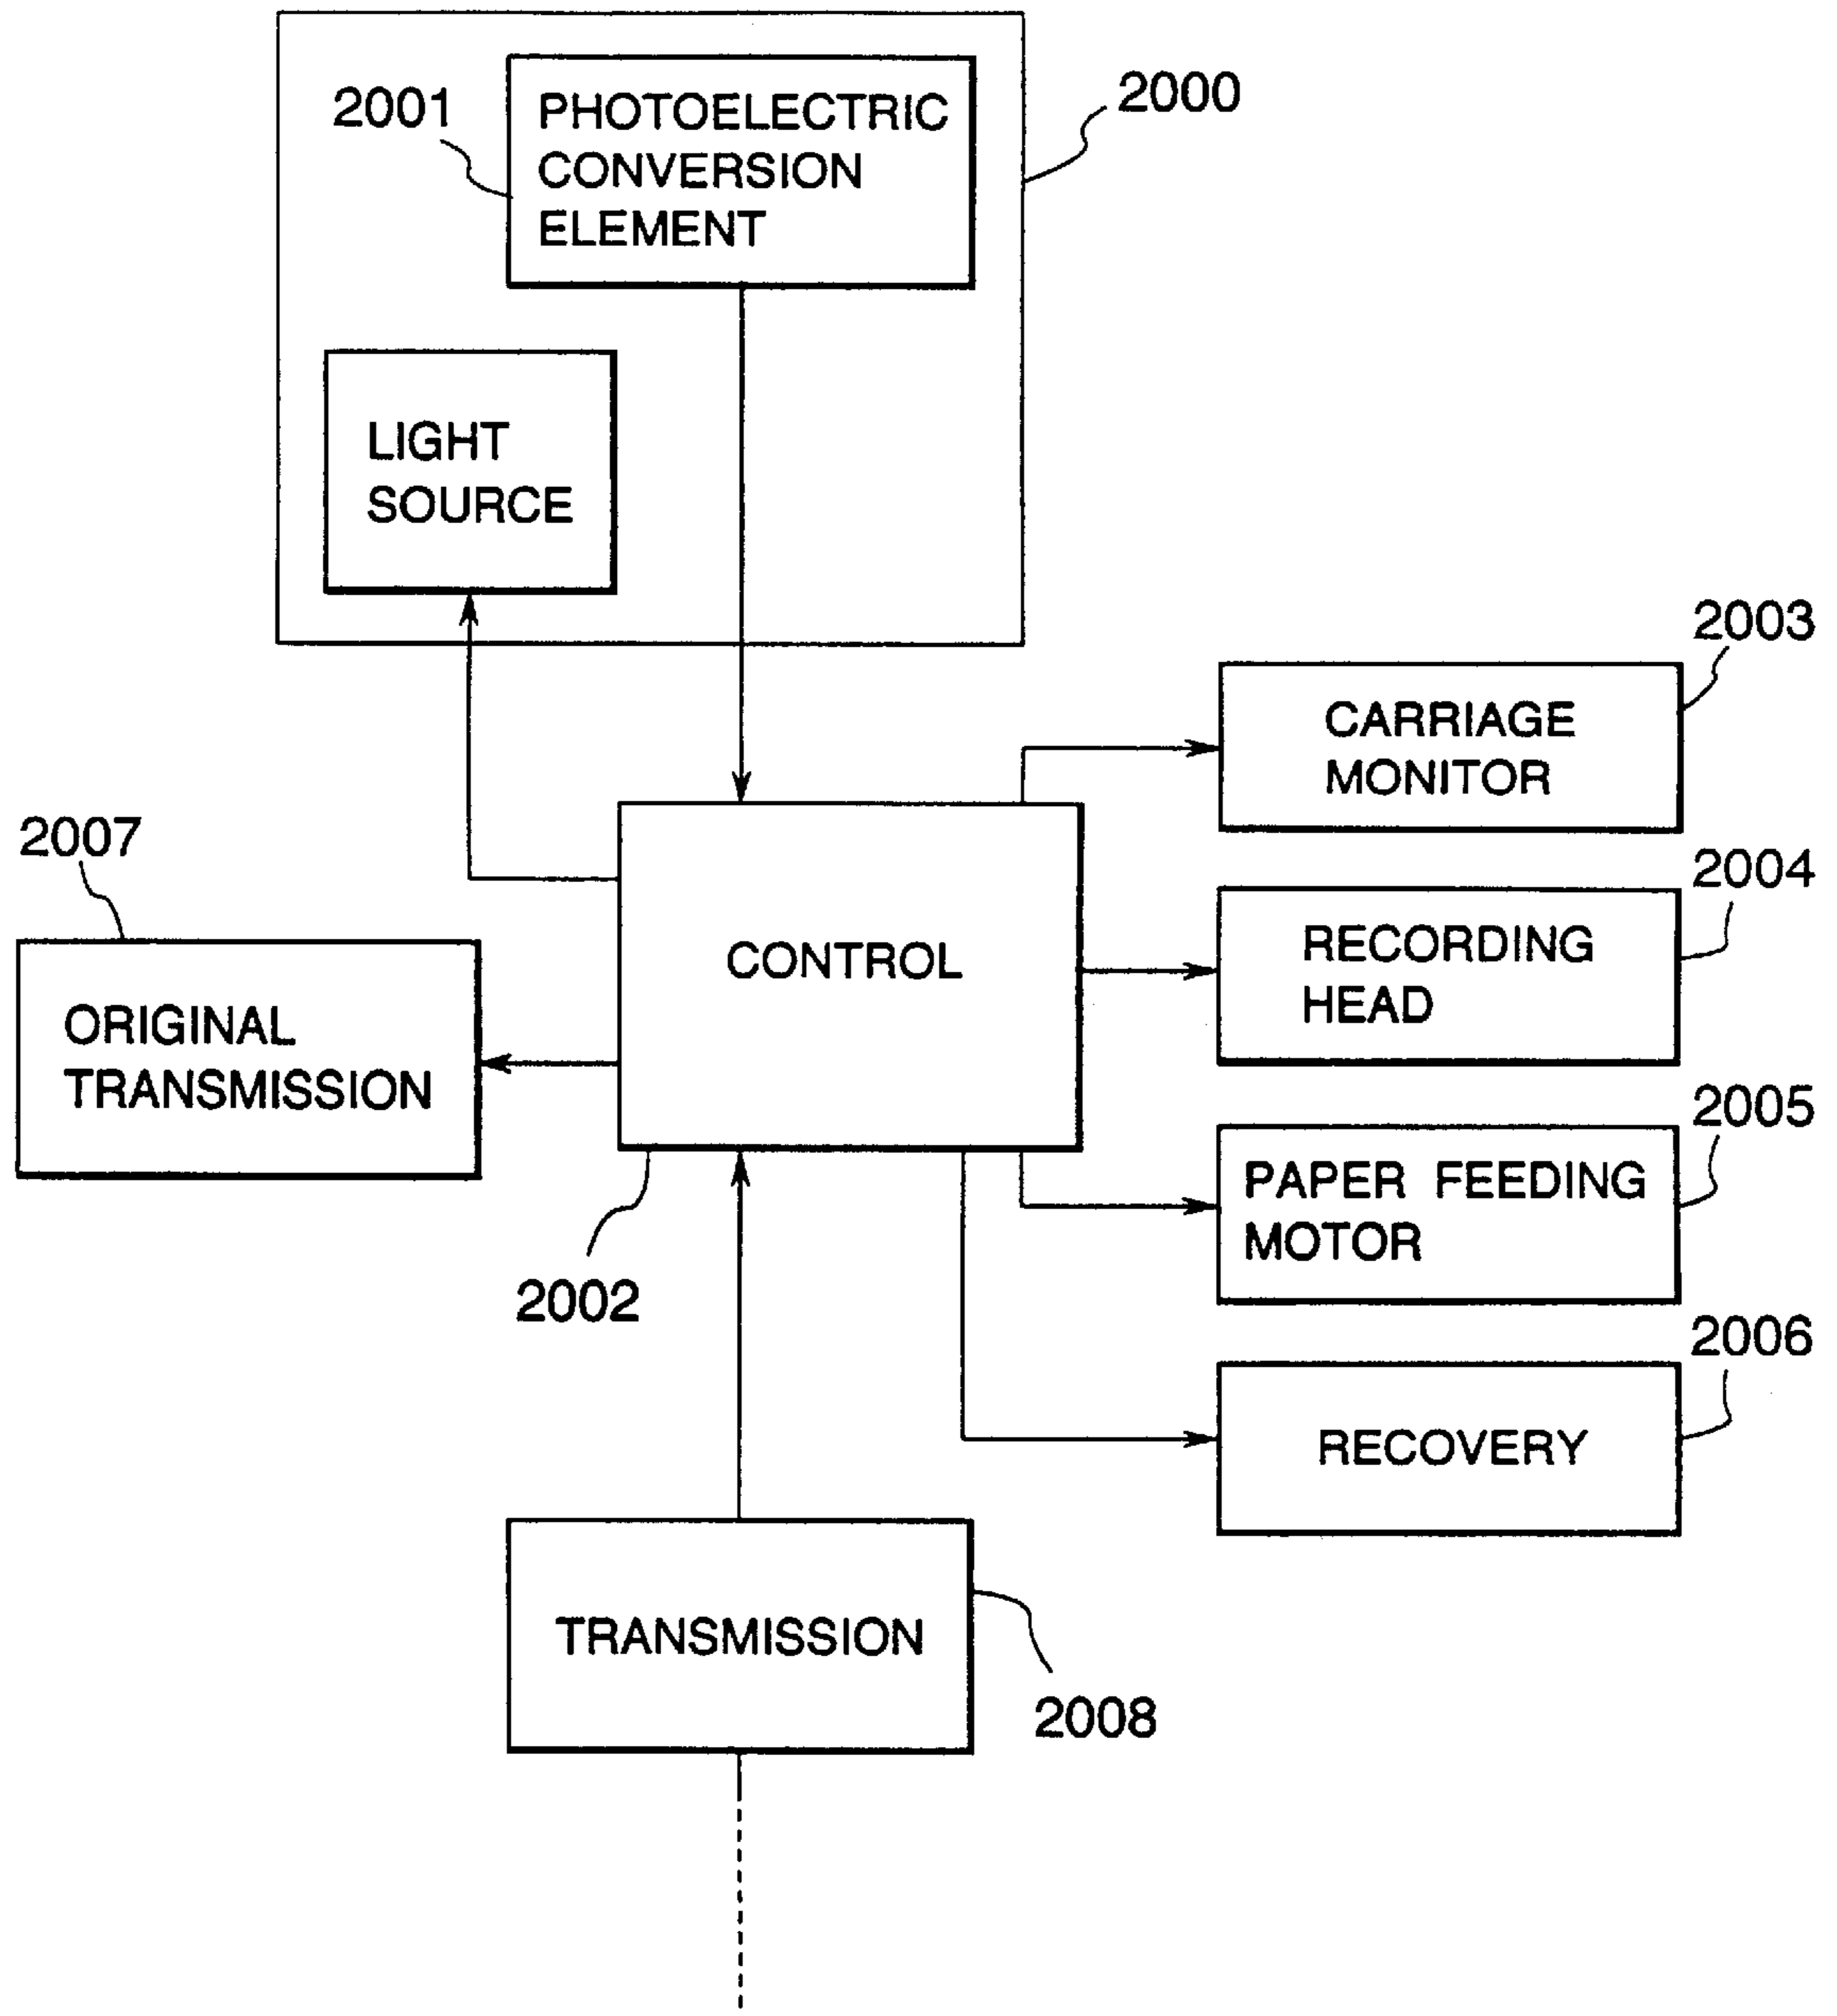 2001
PHOTOELECTRIC
CONVERSION
ELEMENT
2000
LIGHT
SOURCE
2003
CARRIAGE
MONITOR
2007
2004
ORIGINAL
TRANSMISSION
CONTROL
RECORDING
HEAD
2005
PAPER FEEDING
MOTOR
2002
2006
RECOVERY
TRANSMISSION
2008